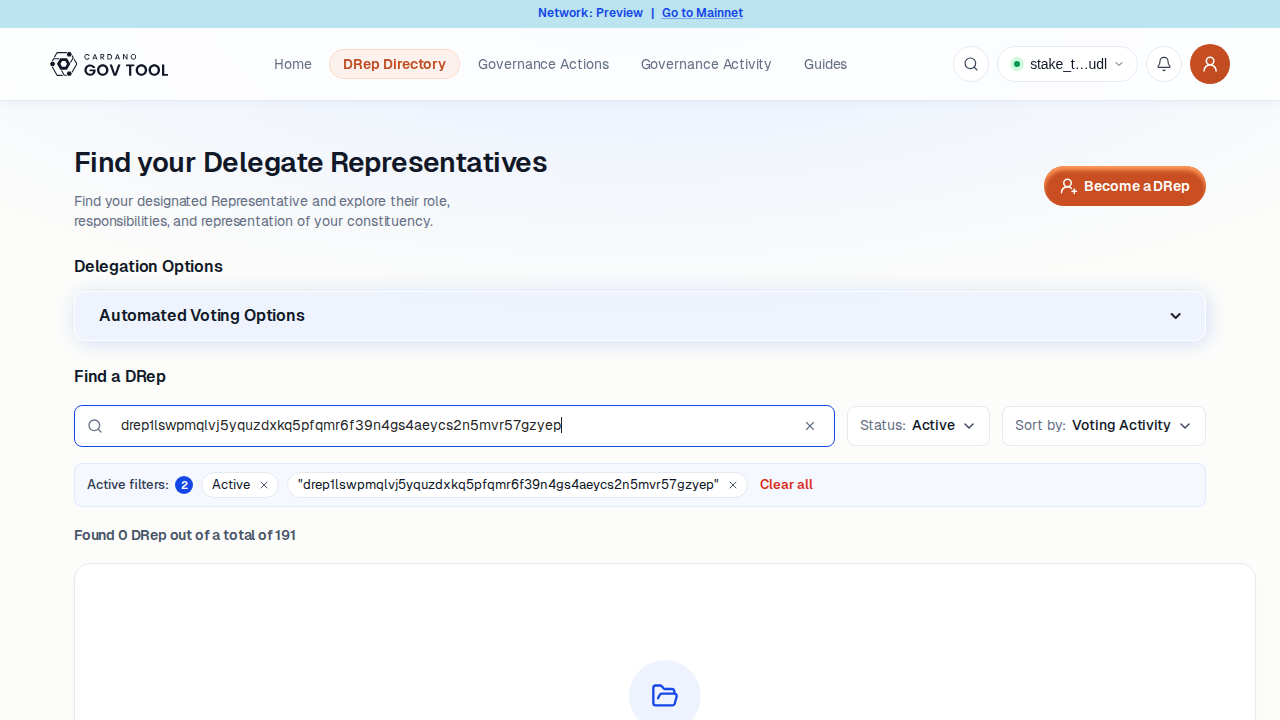 Network: Preview | Go to Mainnet
CARDANO
GOV TOOL
Home
DRep Directory
Governance Actions
Governance Activity
Guides
stake_t...udl
Find your Delegate Representatives
Find your designated Representative and explore their role,
responsibilities, and representation of your constituency.
Become a DRep
Delegation Options
Automated Voting Options
Find a DRep
drep1lswpmqlvj5yquzdxkq5pfqmr6f39n4gs4aeycs2n5mvr57gzyep
Status: Active
Sort by: Voting Activity
Active filters: 2
Active
"drep1lswpmqlvj5yquzdxkq5pfqmr6f39n4gs4aeycs2n5mvr57gzyep"
Clear all
Found 0 DRep out of a total of 191